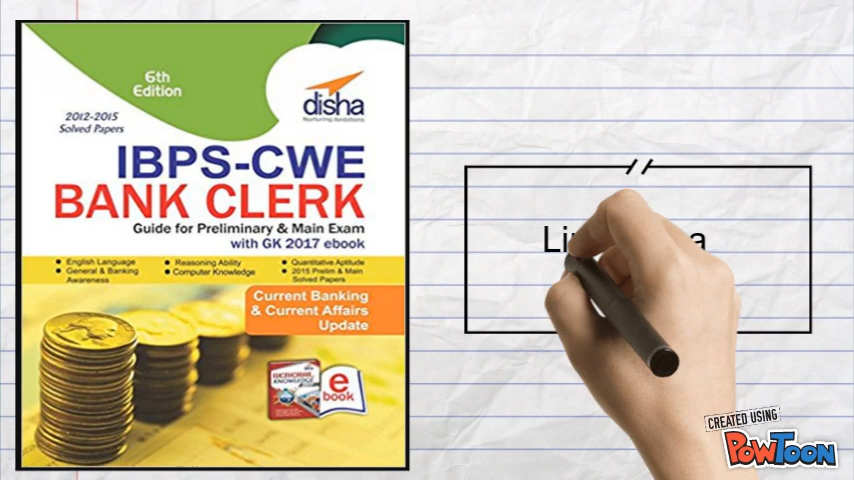 6th
Edition
disha
Nurturing Ambitions
2012-2015
Solved Papers
IBPS-CWE
BANK CLERK
Guide for Preliminary & Main Exam
with GK 2017 ebook
English Language
General & Banking
Awareness
Reasoning Ability
Computer Knowledge
Quantitative Aptitude
2015 Prelim & Main
Solved Papers
Current Banking
& Current Affairs
Update
GENERAL
KNOWLEDGE
e
book
CREATED USING
POWTOON